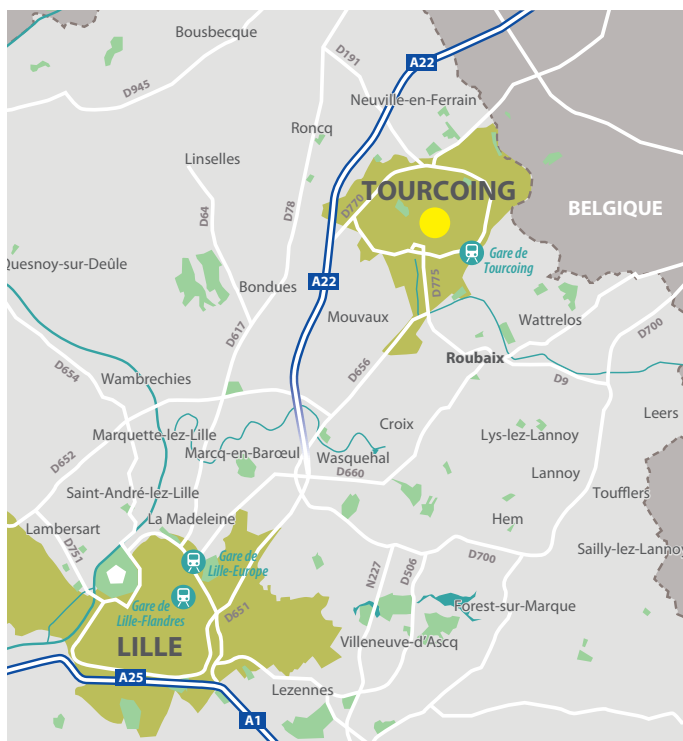 Bousbecque
D191
A22
D945
Neuville-en-Ferrain
Roncq
Linselles
TOURCOING
D64
D78
D770
BELGIQUE
Quesnoy-sur-Deûle
Gare de
Tourcoing
A22
D775
Bondues
Mouvaux
Wattrelos
D617
D700
D656
Roubaix
D654
Wambrechies
D9
Leers
Croix
Marquette-lez-Lille
Lys-lez-Lannoy
Marcq-en-Barœul
Wasquehal
D652
D660
Lannoy
Saint-André-lez-Lille
Toufflers
La Madeleine
Hem
Lambersart
D751
Sailly-lez-Lannoy
D700
Gare de
Lille-Europe
N227
D506
Gare de
Lille-Flandres
D651
Forest-sur-Marque
LILLE
Villeneuve-d'Ascq
A25
Lezennes
A1